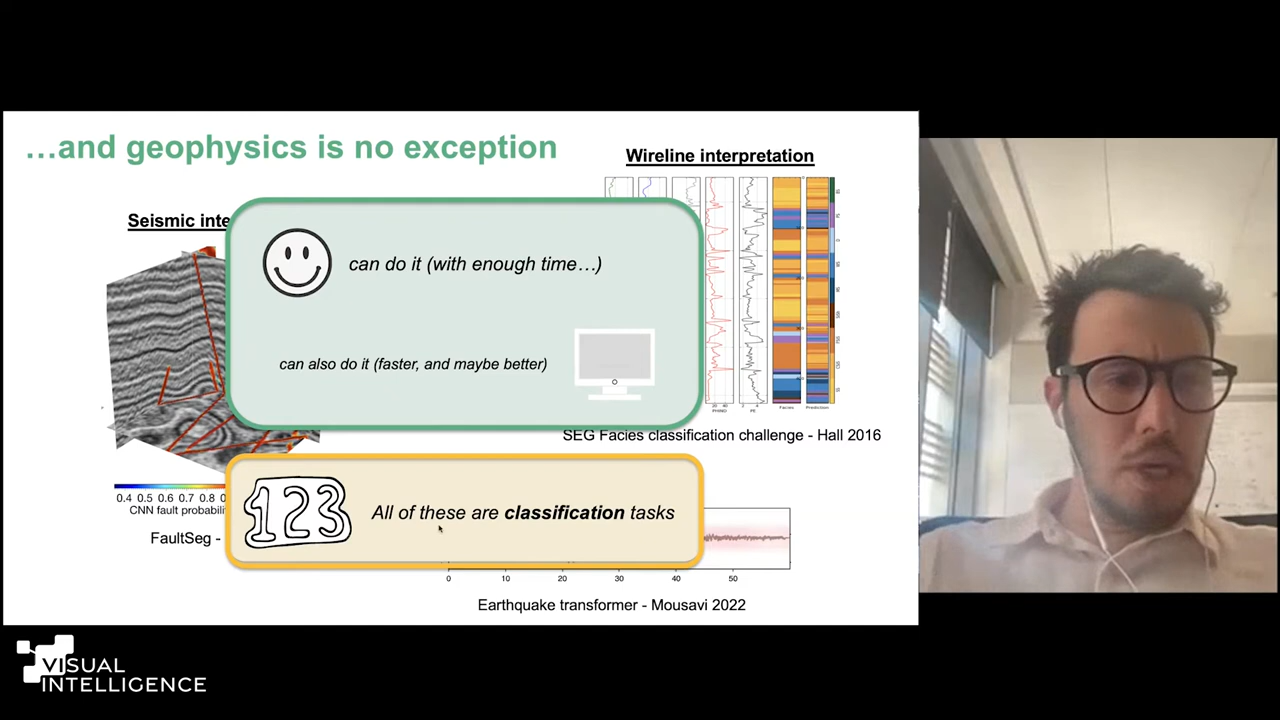 …and geophysics is no exception
Wireline interpretation
Seismic inte
can do it (with enough time…)
can also do it (faster, and maybe better)
Facies
Prediction
SEG Facies classification challenge - Hall 2016
0.4 0.5 0.6 0.7 0.8 0
CNN fault probabili
FaultSeg -
123
All of these are classification tasks
0 10 20 30 40 50
Earthquake transformer - Mousavi 2022
VISUAL
INTELLIGENCE